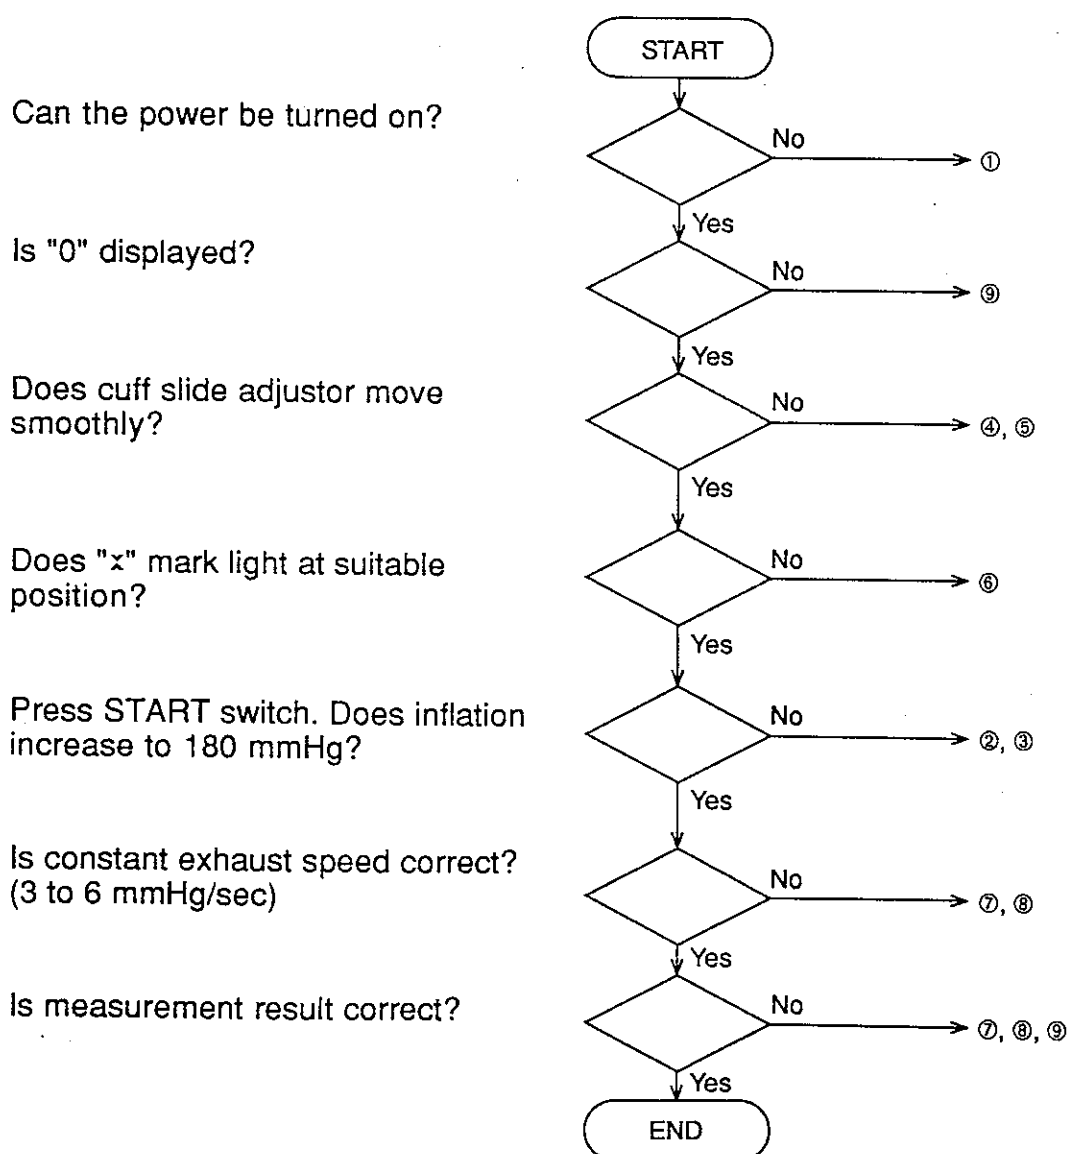 START
Can the power be turned on?
No
①
Yes
Is "0" displayed?
No
⑨
Yes
Does cuff slide adjustor move
smoothly?
No
④, ⑤
Yes
Does "x" mark light at suitable
position?
No
⑥
Yes
Press START switch. Does inflation
increase to 180 mmHg?
No
②, ③
Yes
Is constant exhaust speed correct?
(3 to 6 mmHg/sec)
No
⑦, ⑧
Yes
Is measurement result correct?
No
⑦, ⑧, ⑨
Yes
END